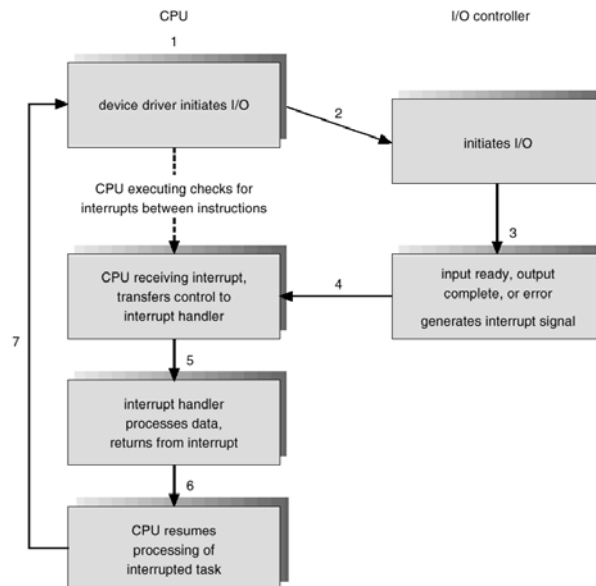 CPU
I/O controller
1
device driver initiates I/O
2
initiates I/O
CPU executing checks for
interrupts between instructions
3
CPU receiving interrupt,
transfers control to
interrupt handler
4
input ready, output
complete, or error
generates interrupt signal
7
5
interrupt handler
processes data,
returns from interrupt
6
CPU resumes
processing of
interrupted task